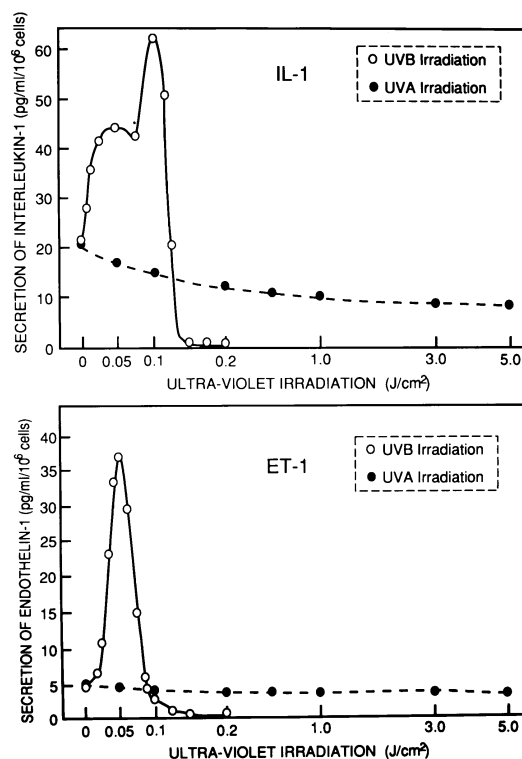 SECRETION OF INTERLEUKIN-1 (pg/ml/10⁶ cells)
60
50
40
30
20
10
0
IL-1
UVB Irradiation
UVA Irradiation
0 0.05 0.1 0.2 1.0 3.0 5.0
ULTRA-VIOLET IRRADIATION (J/cm²)
SECRETION OF ENDOTHELIN-1 (pg/ml/10⁶ cells)
40
35
30
25
20
15
10
5
0
ET-1
UVB Irradiation
UVA Irradiation
0 0.05 0.1 0.2 1.0 3.0 5.0
ULTRA-VIOLET IRRADIATION (J/cm²)